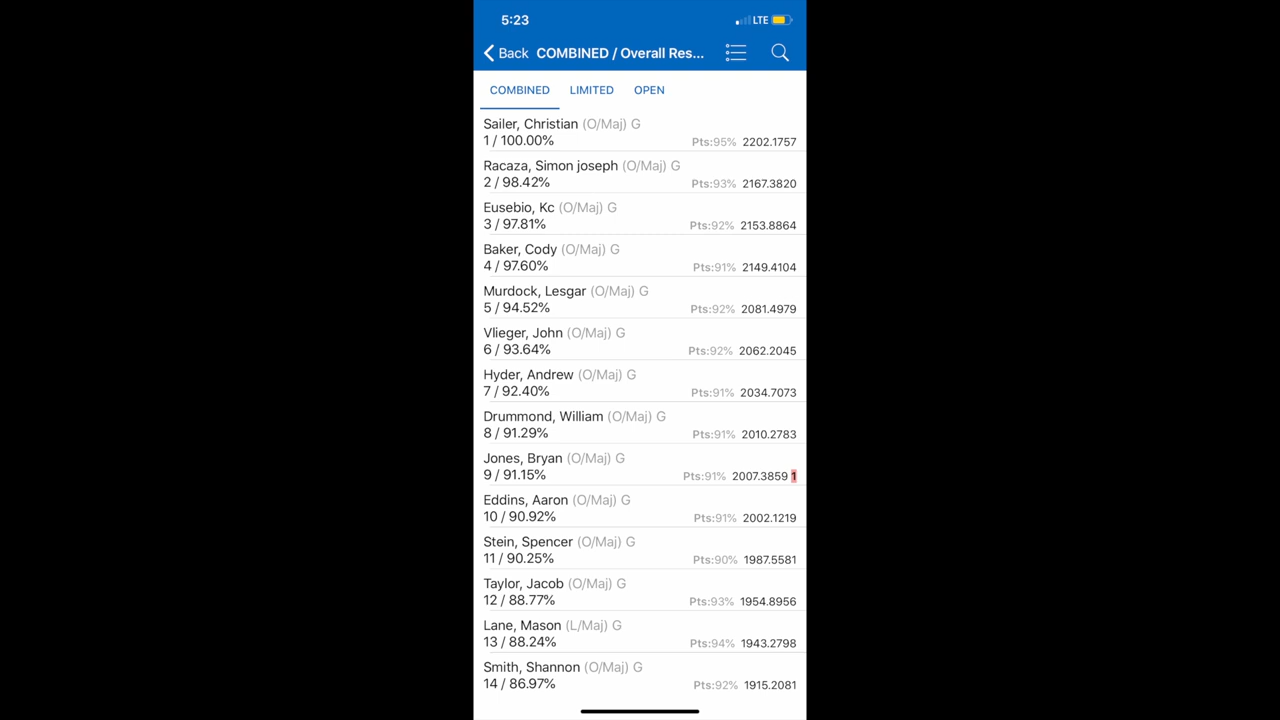 5:23 LTE
Back COMBINED / Overall Res...
COMBINED LIMITED OPEN
Sailer, Christian (O/Maj) G
1 / 100.00% Pts:95% 2202.1757
Racaza, Simon joseph (O/Maj) G
2 / 98.42% Pts:93% 2167.3820
Eusebio, Kc (O/Maj) G
3 / 97.81% Pts:92% 2153.8864
Baker, Cody (O/Maj) G
4 / 97.60% Pts:91% 2149.4104
Murdock, Lesgar (O/Maj) G
5 / 94.52% Pts:92% 2081.4979
Vlieger, John (O/Maj) G
6 / 93.64% Pts:92% 2062.2045
Hyder, Andrew (O/Maj) G
7 / 92.40% Pts:91% 2034.7073
Drummond, William (O/Maj) G
8 / 91.29% Pts:91% 2010.2783
Jones, Bryan (O/Maj) G
9 / 91.15% Pts:91% 2007.3859 1
Eddins, Aaron (O/Maj) G
10 / 90.92% Pts:91% 2002.1219
Stein, Spencer (O/Maj) G
11 / 90.25% Pts:90% 1987.5581
Taylor, Jacob (O/Maj) G
12 / 88.77% Pts:93% 1954.8956
Lane, Mason (L/Maj) G
13 / 88.24% Pts:94% 1943.2798
Smith, Shannon (O/Maj) G
14 / 86.97% Pts:92% 1915.2081